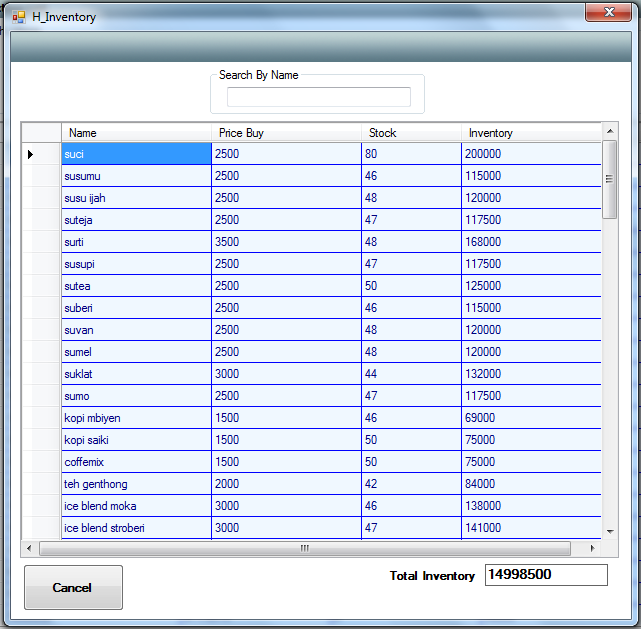 H_Inventory
Search By Name
Name Price Buy Stock Inventory
suci 2500 80 200000
susumu 2500 46 115000
susu ijah 2500 48 120000
suteja 2500 47 117500
surti 3500 48 168000
susupi 2500 47 117500
sutea 2500 50 125000
suberi 2500 46 115000
suvan 2500 48 120000
sumel 2500 48 120000
suklat 3000 44 132000
sumo 2500 47 117500
kopi mbiyen 1500 46 69000
kopi saiki 1500 50 75000
coffemix 1500 50 75000
teh genthong 2000 42 84000
ice blend moka 3000 46 138000
ice blend stroberi 3000 47 141000
Cancel Total Inventory 14998500